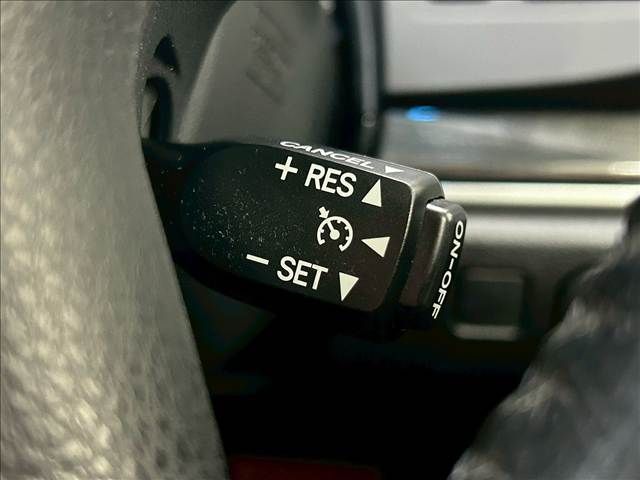 CANCEL ▼
+ RES ▲
◀
− SET ▼
ON-OFF